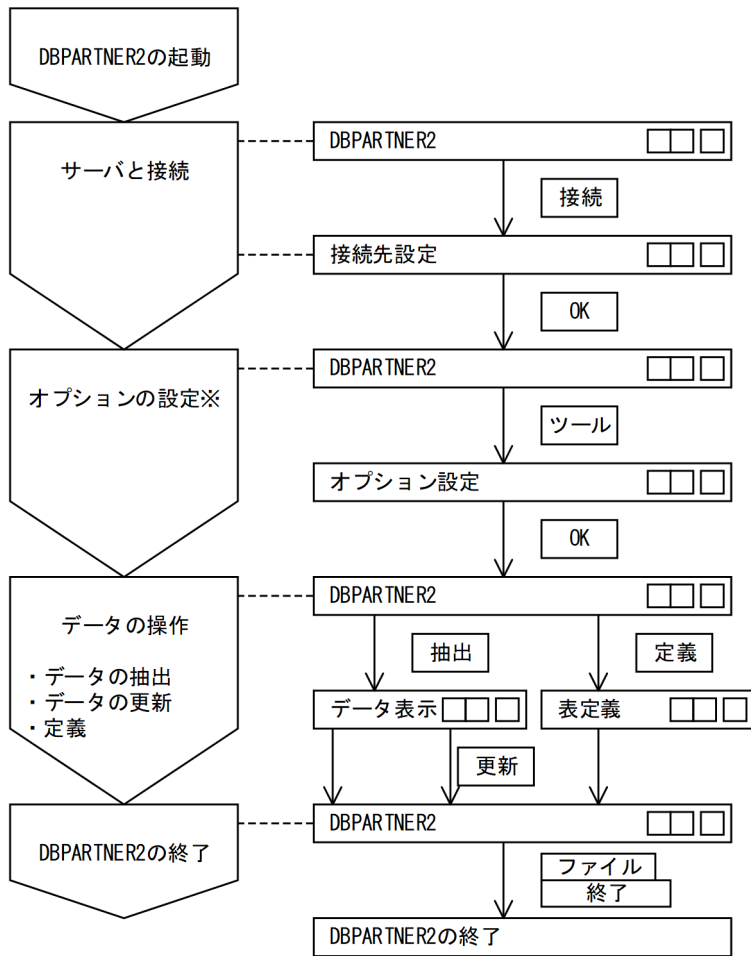 DBPARTNER2の起動
サーバと接続
DBPARTNER2
接続
接続先設定
OK
オプションの設定※
DBPARTNER2
ツール
オプション設定
OK
データの操作
・データの抽出
・データの更新
・定義
DBPARTNER2
抽出
定義
データ表示
表定義
更新
DBPARTNER2の終了
DBPARTNER2
ファイル
終了
DBPARTNER2の終了